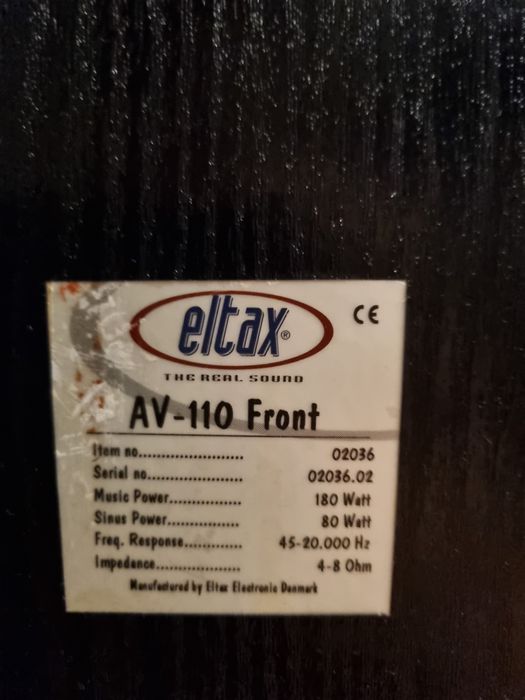 eltax®
CE
THE REAL SOUND
AV-110 Front
Item no........................ 02036
Serial no...................... 02036.02
Music Power................ 180 Watt
Sinus Power................ 80 Watt
Freq. Response............. 45-20.000 Hz
Impedance................... 4-8 Ohm
Manufactured by Eltax Electronic Denmark